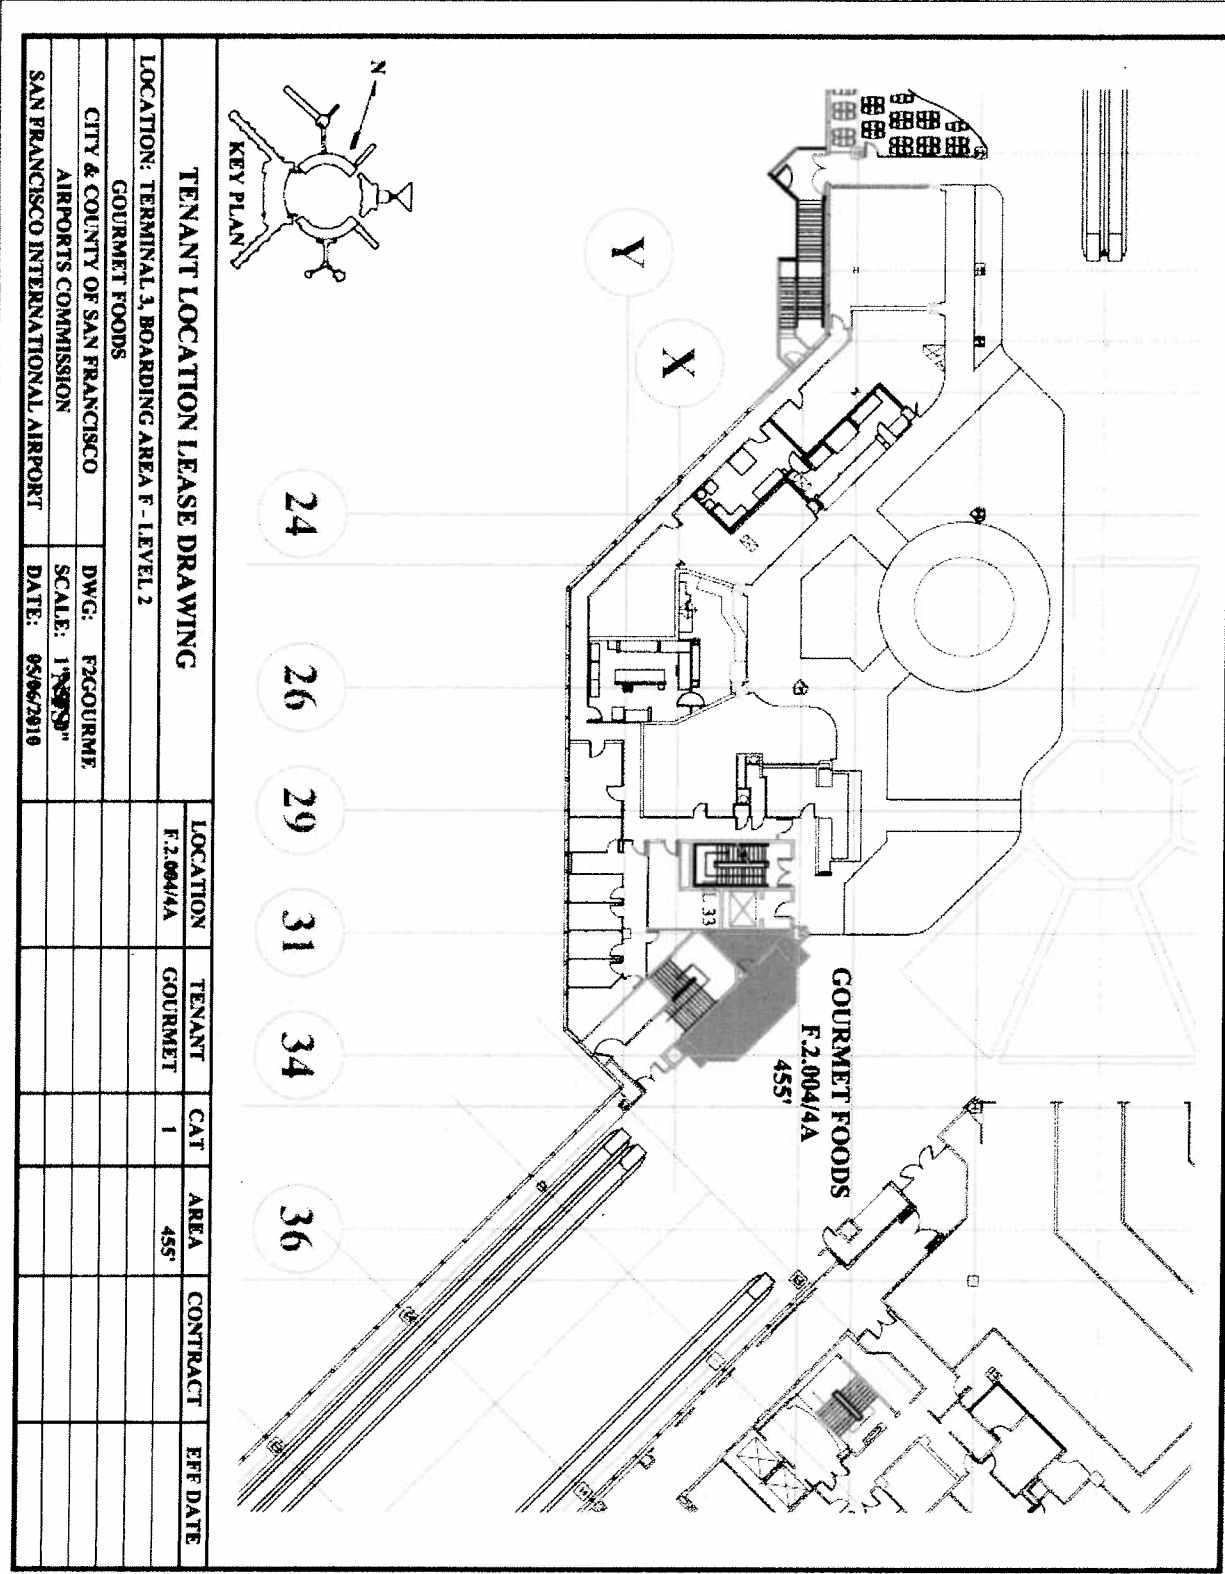 N
KEY PLAN
Y
X
24
26
29
31
34
36
L 33
GOURMET FOODS
F.2.004/4A
455'
TENANT LOCATION LEASE DRAWING
LOCATION: TERMINAL 3, BOARDING AREA F - LEVEL 2
GOURMET FOODS
CITY & COUNTY OF SAN FRANCISCO
AIRPORTS COMMISSION
SAN FRANCISCO INTERNATIONAL AIRPORT
DWG: F2GOURME
SCALE:
DATE: 05/06/2010
LOCATION TENANT CAT AREA CONTRACT EFF DATE
F.2.004/4A GOURMET 1 455'